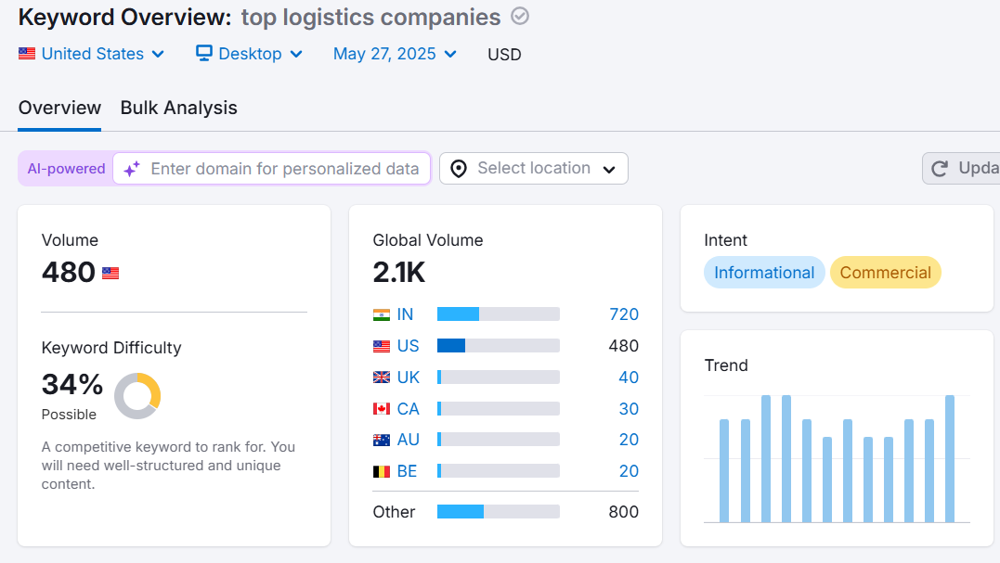 Keyword Overview: top logistics companies
United States Desktop May 27, 2025 USD
Overview Bulk Analysis
AI-powered Enter domain for personalized data Select location Upda
Volume
480
Keyword Difficulty
34%
Possible
A competitive keyword to rank for. You
will need well-structured and unique
content.
Global Volume
2.1K
IN 720
US 480
UK 40
CA 30
AU 20
BE 20
Other 800
Intent
Informational Commercial
Trend